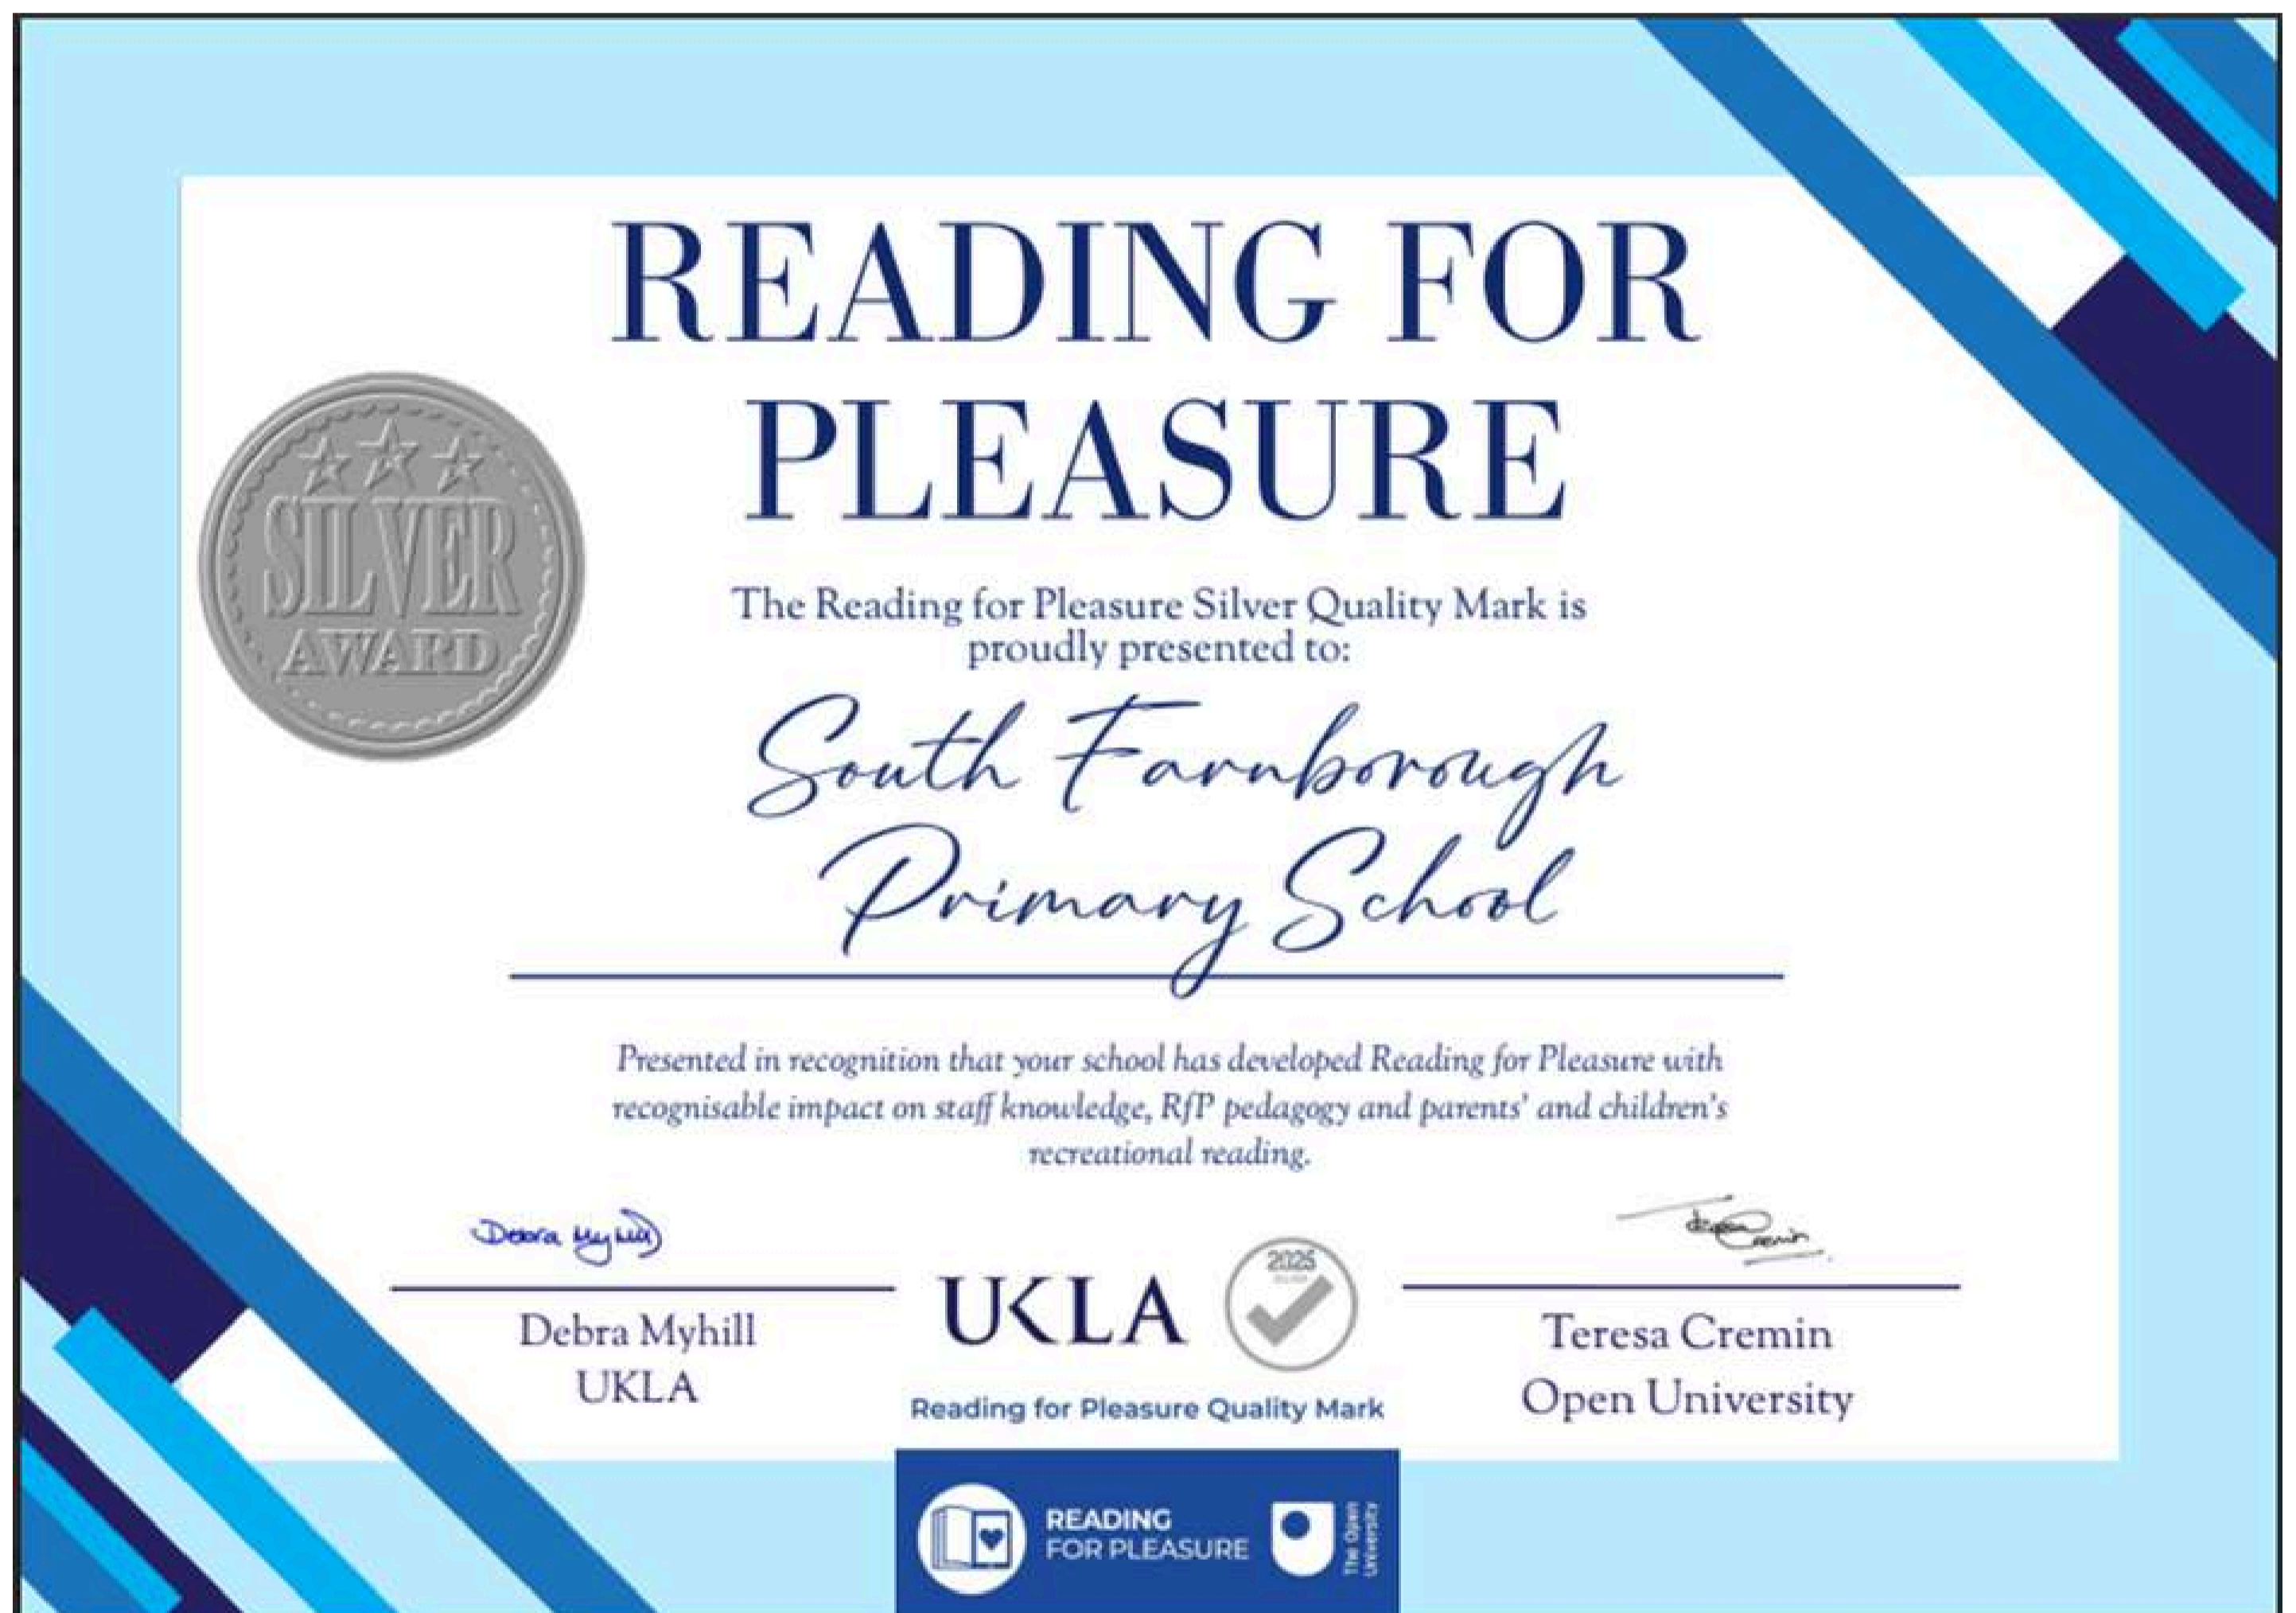 READING FOR
PLEASURE
SILVER
AWARD
The Reading for Pleasure Silver Quality Mark is
proudly presented to:
South Farnborough
Primary School
Presented in recognition that your school has developed Reading for Pleasure with
recognisable impact on staff knowledge, RfP pedagogy and parents' and children's
recreational reading.
Debra Myhill
Teresa Cremin
Debra Myhill
UKLA
UKLA
2025
Reading for Pleasure Quality Mark
Teresa Cremin
Open University
READING
FOR PLEASURE
The Open
University